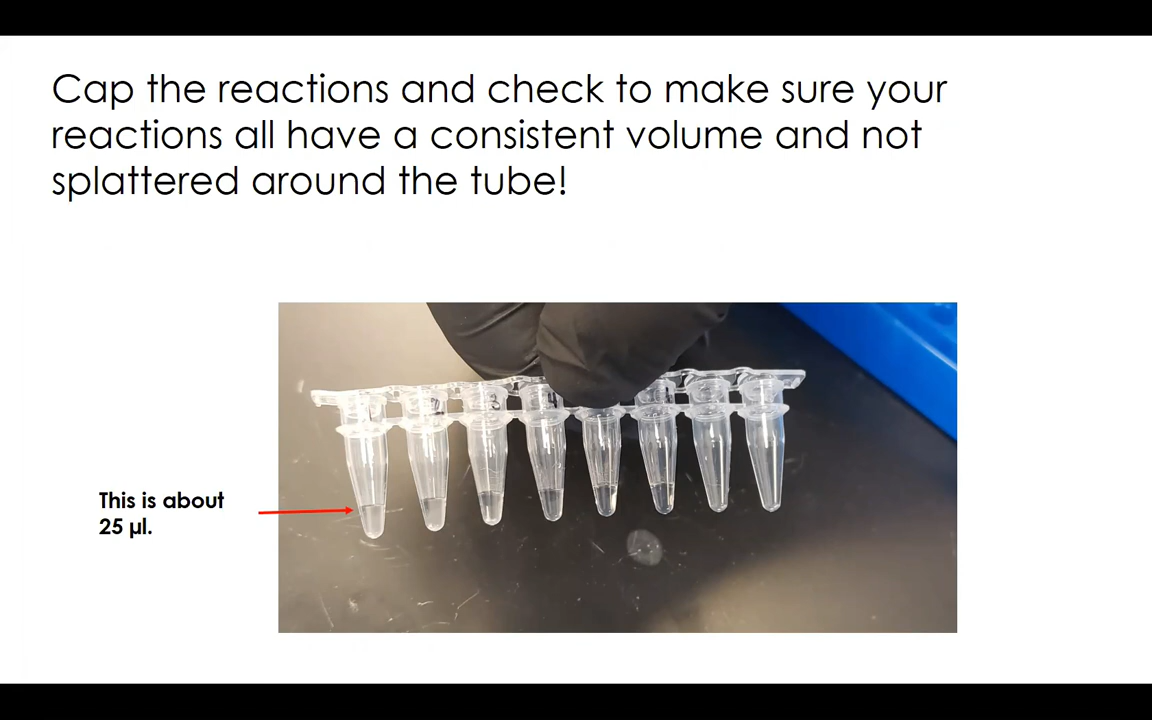 Cap the reactions and check to make sure your
reactions all have a consistent volume and not
splattered around the tube!
This is about
25 µl.